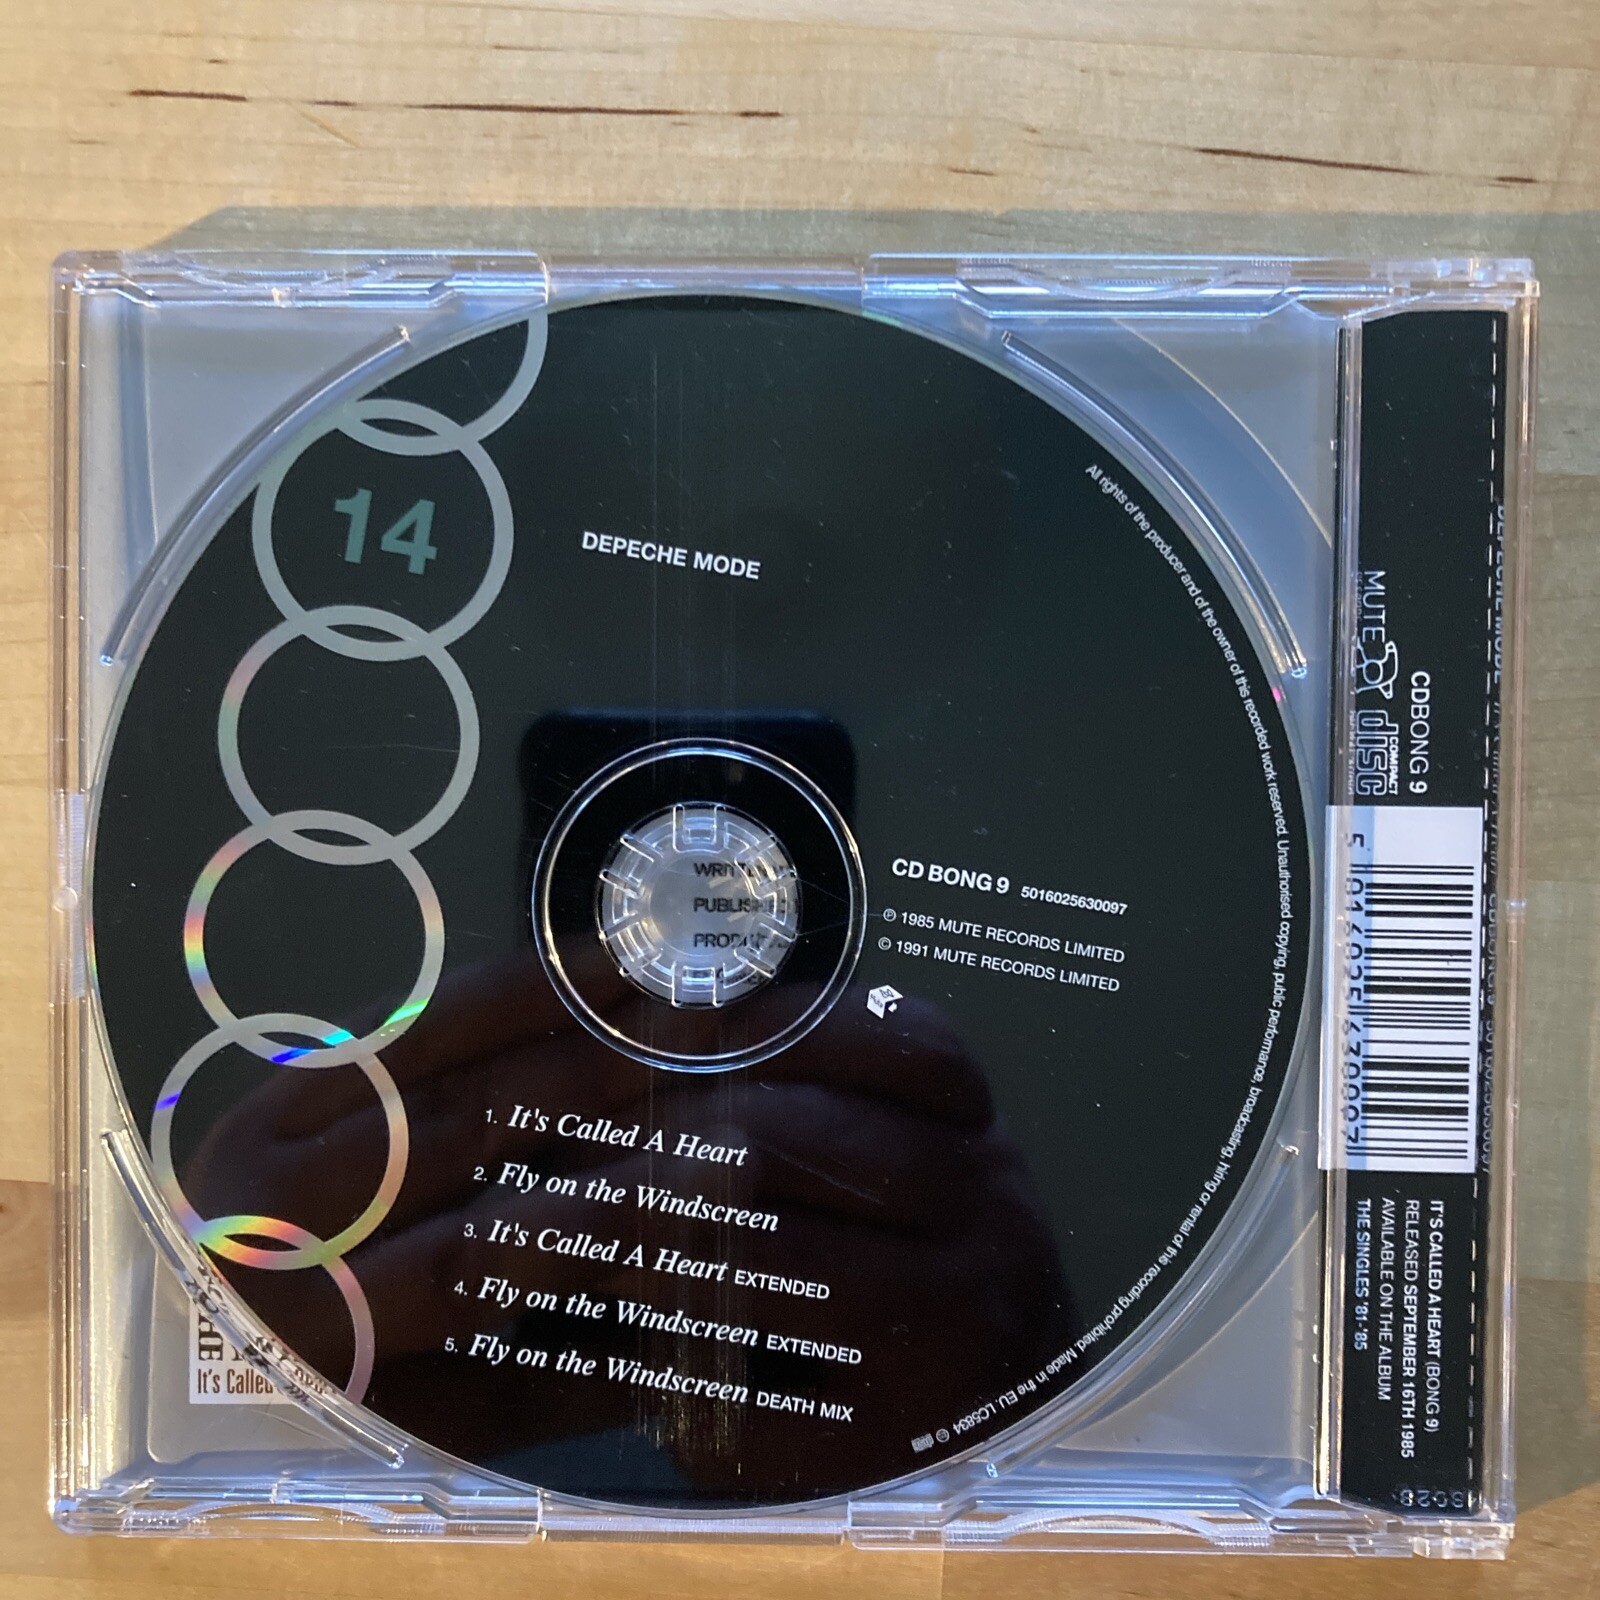 14
DEPECHE MODE
All rights of the producer and of the owner of this recorded work reserved. Unauthorised copying, public performance, broadcasting, hiring or rental of this recording prohibited. Made in the EU. LC5834
CD BONG 9 5016025630097
℗ 1985 MUTE RECORDS LIMITED
© 1991 MUTE RECORDS LIMITED
1. It's Called A Heart
2. Fly on the Windscreen
3. It's Called A Heart EXTENDED
4. Fly on the Windscreen EXTENDED
5. Fly on the Windscreen DEATH MIX
It's Called
MUTE
COMPACT
disc
CDBONG 9
5 016025 630097
IT'S CALLED A HEART (BONG 9)
RELEASED SEPTEMBER 16TH 1985
AVAILABLE ON THE ALBUM
THE SINGLES '81-'85
DEPECHE MODE